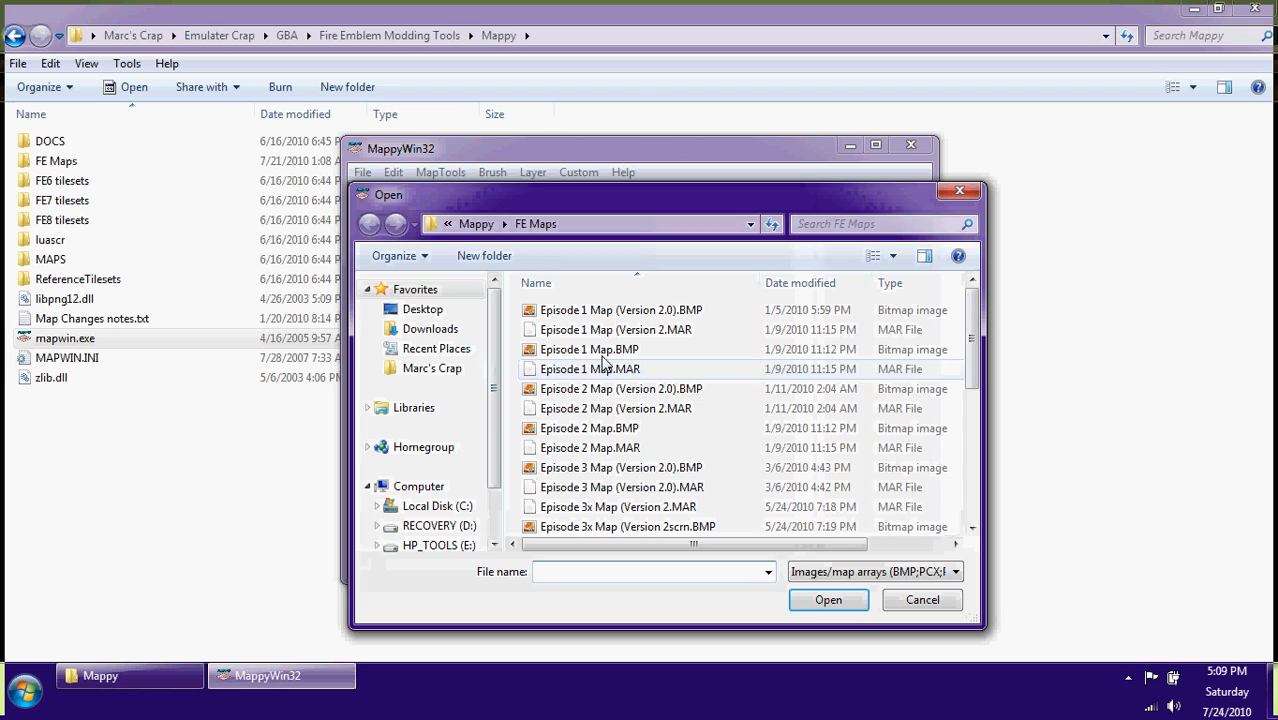 Marc's Crap Emulater Crap GBA Fire Emblem Modding Tools Mappy Search Mappy
File Edit View Tools Help
Organize Open Share with Burn New folder
Name Date modified Type Size
DOCS 6/16/2010 6:45
FE Maps 7/21/2010 1:08
FE6 tilesets 6/16/2010 6:44
FE7 tilesets 6/16/2010 6:44
FE8 tilesets 6/16/2010 6:44
luascr 6/16/2010 6:44
MAPS 6/16/2010 6:44
ReferenceTilesets 6/16/2010 6:44
libpng12.dll 4/26/2003 5:09
Map Changes notes.txt 1/20/2010 6:39
mapwin.exe 4/16/2005 9:57
MAPWIN.INI 7/28/2007 7:33
zlib.dll 5/6/2003 4:06
MappyWin32
File Edit MapTools Brush Layer Custom Help
Open
« Mappy FE Maps Search FE Maps
Organize New folder
Favorites
Desktop
Downloads
Recent Places
Marc's Crap
Libraries
Homegroup
Computer
Local Disk (C:)
RECOVERY (D:)
HP_TOOLS (E:)
Name Date modified Type
Episode 1 Map (Version 2.0).BMP 1/5/2010 5:59 PM Bitmap image
Episode 1 Map (Version 2.MAR 1/9/2010 11:15 PM MAR File
Episode 1 Map.BMP 1/9/2010 11:12 PM Bitmap image
Episode 1 Map.MAR 1/9/2010 11:15 PM MAR File
Episode 2 Map (Version 2.0).BMP 1/11/2010 2:04 AM Bitmap image
Episode 2 Map (Version 2.MAR 1/11/2010 2:04 AM MAR File
Episode 2 Map.BMP 1/9/2010 11:12 PM Bitmap image
Episode 2 Map.MAR 1/9/2010 11:15 PM MAR File
Episode 3 Map (Version 2.0).BMP 3/6/2010 4:43 PM Bitmap image
Episode 3 Map (Version 2.0).MAR 3/6/2010 4:42 PM MAR File
Episode 3x Map (Version 2.MAR 5/24/2010 7:18 PM MAR File
Episode 3x Map (Version 2scrn.BMP 5/24/2010 7:19 PM Bitmap image
File name: Images/map arrays (BMP;PCX;
Open Cancel
Mappy MappyWin32
5:09 PM
Saturday
7/24/2010